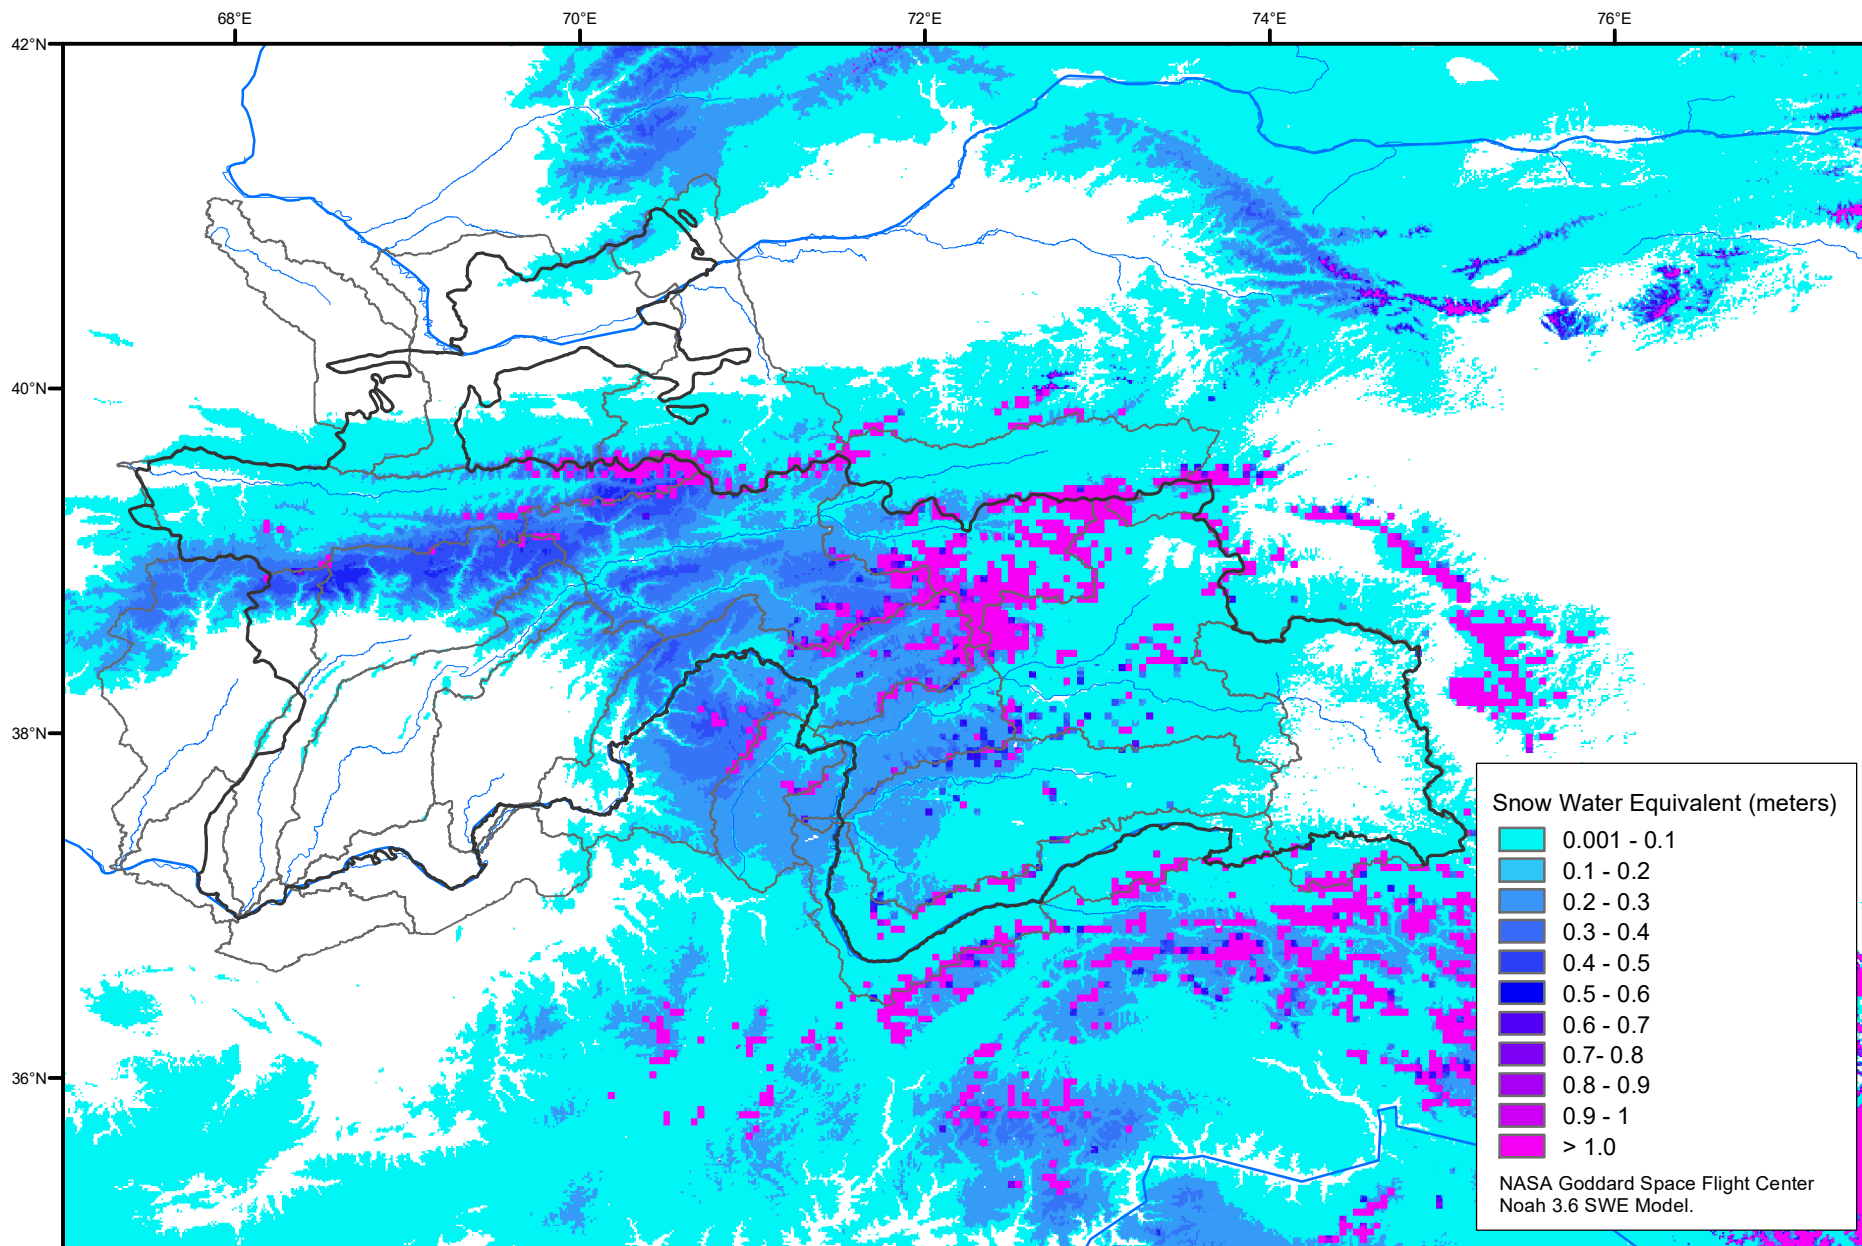 68°E 70°E 72°E 74°E 76°E
42°N
40°N
38°N
36°N
Snow Water Equivalent (meters)
0.001 - 0.1
0.1 - 0.2
0.2 - 0.3
0.3 - 0.4
0.4 - 0.5
0.5 - 0.6
0.6 - 0.7
0.7- 0.8
0.8 - 0.9
0.9 - 1
> 1.0
NASA Goddard Space Flight Center
Noah 3.6 SWE Model.